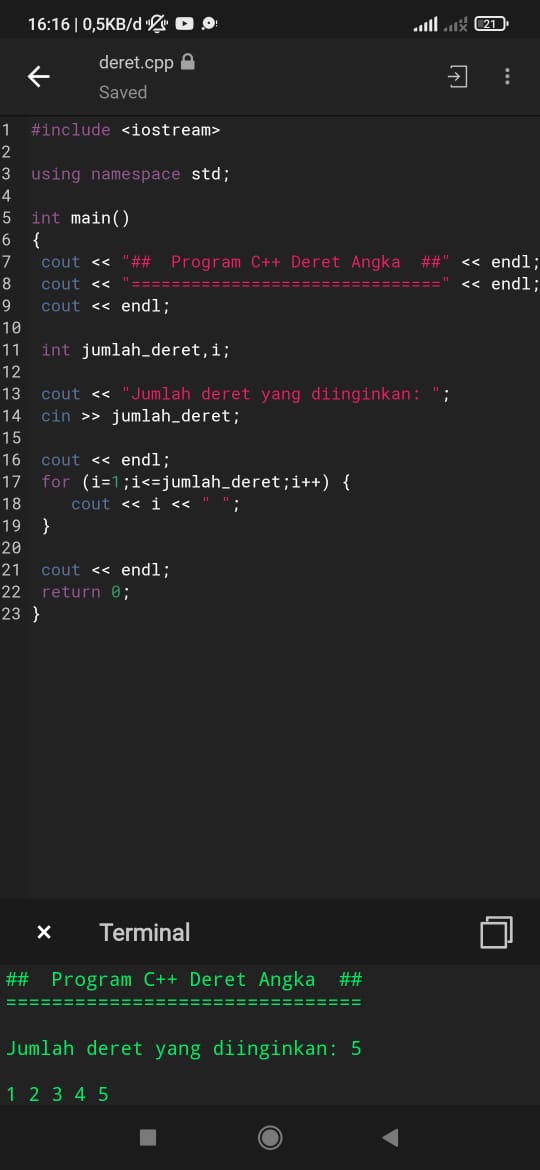 16:16 | 0,5KB/d
21
deret.cpp
Saved
1 #include <iostream>
2
3 using namespace std;
4
5 int main()
6 {
7  cout << "##  Program C++ Deret Angka  ##" << endl;
8  cout << "===============================" << endl;
9  cout << endl;
10
11  int jumlah_deret,i;
12
13  cout << "Jumlah deret yang diinginkan: ";
14  cin >> jumlah_deret;
15
16  cout << endl;
17  for (i=1;i<=jumlah_deret;i++) {
18     cout << i << " ";
19  }
20
21  cout << endl;
22  return 0;
23 }
Terminal
##  Program C++ Deret Angka  ##
===============================
Jumlah deret yang diinginkan: 5
1 2 3 4 5